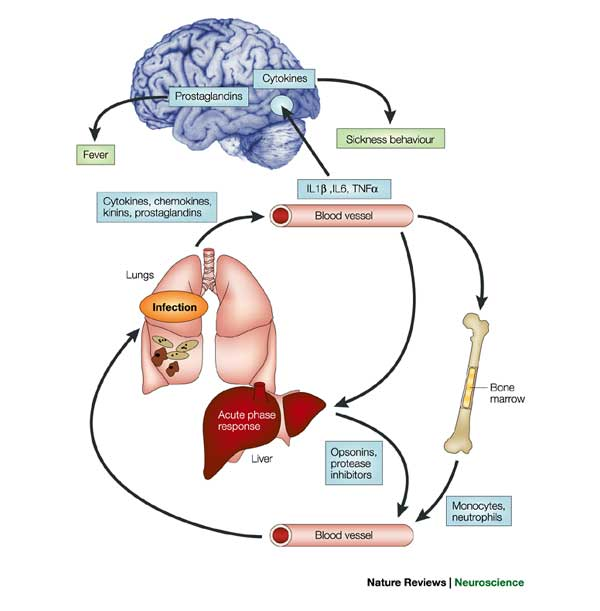 Cytokines
Prostaglandins
Sickness behaviour
Fever
IL1β ,IL6, TNFα
Cytokines, chemokines,
kinins, prostaglandins
Blood vessel
Lungs
Infection
Bone
marrow
Acute phase
response
Liver
Opsonins,
protease
inhibitors
Monocytes,
neutrophils
Blood vessel
Nature Reviews | Neuroscience